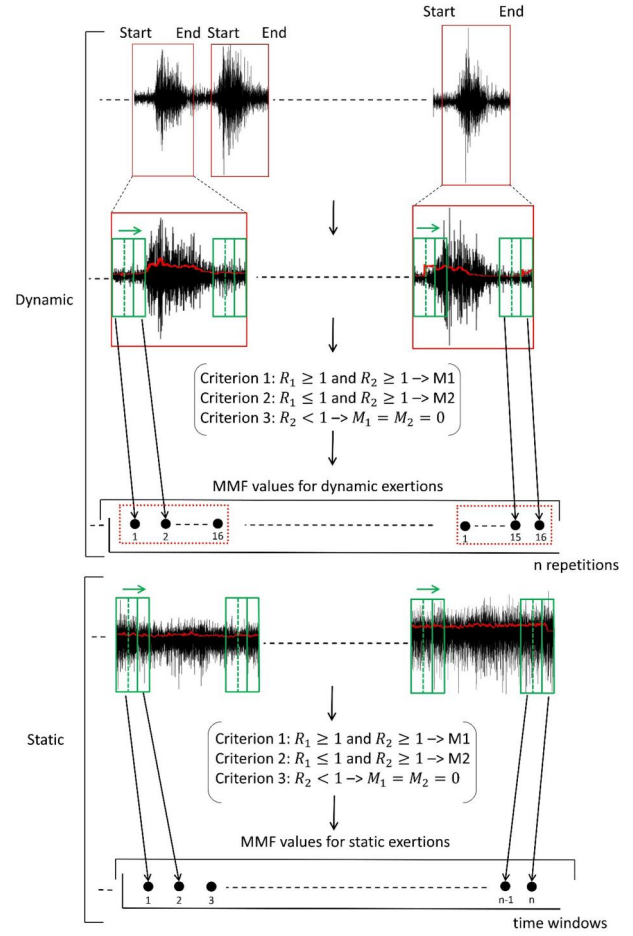 Start End Start End
Start End
Dynamic
Criterion 1: R₁ ≥ 1 and R₂ ≥ 1 –> M1
Criterion 2: R₁ ≤ 1 and R₂ ≥ 1 –> M2
Criterion 3: R₂ < 1 –> M₁ = M₂ = 0
MMF values for dynamic exertions
1 2 16 1 15 16
n repetitions
Static
Criterion 1: R₁ ≥ 1 and R₂ ≥ 1 –> M1
Criterion 2: R₁ ≤ 1 and R₂ ≥ 1 –> M2
Criterion 3: R₂ < 1 –> M₁ = M₂ = 0
MMF values for static exertions
1 2 3 n-1 n
time windows